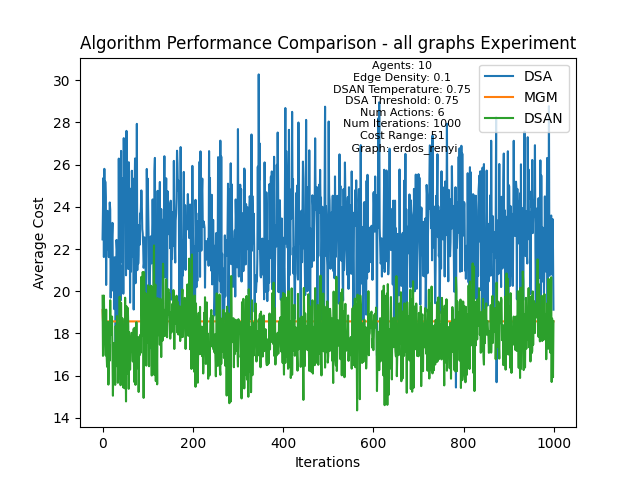 Algorithm Performance Comparison - all graphs Experiment
Agents: 10
Edge Density: 0.1
DSAN Temperature: 0.75
DSA Threshold: 0.75
Num Actions: 6
Num Iterations: 1000
Cost Range: 51
Graph: erdos_renyi
DSA
MGM
DSAN
Average Cost
30
28
26
24
22
20
18
16
14
0 200 400 600 800 1000
Iterations